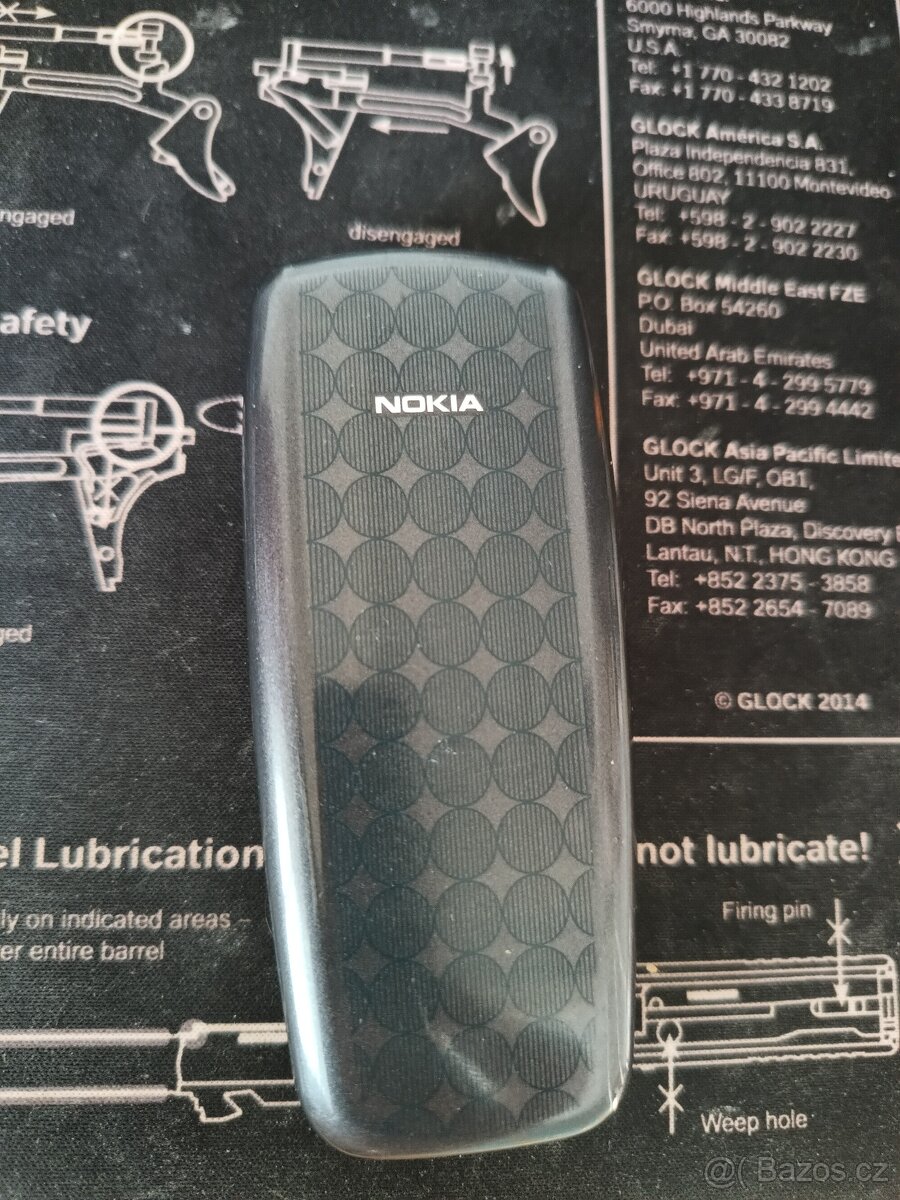 6000 Highlands Parkway
Smyrna, GA 30082
U.S.A.
Tel: +1 770 - 432 1202
Fax: +1 770 - 433 8719
GLOCK América S.A.
Plaza Independencia 831,
Office 802, 11100 Montevideo
URUGUAY
Tel: +598 - 2 - 902 2227
Fax: +598 - 2 - 902 2230
GLOCK Middle East FZE
P.O. Box 54260
Dubai
United Arab Emirates
Tel: +971 - 4 - 299 5779
Fax: +971 - 4 - 299 4442
GLOCK Asia Pacific Limite
Unit 3, LG/F, OB1,
92 Siena Avenue
DB North Plaza, Discovery
Lantau, N.T., HONG KONG
Tel: +852 2375 - 3858
Fax: +852 2654 - 7089
© GLOCK 2014
ngaged
disengaged
afety
NOKIA
ged
el Lubrication
not lubricate!
ly on indicated areas –
er entire barrel
Firing pin
Weep hole
@( Bazos.cz